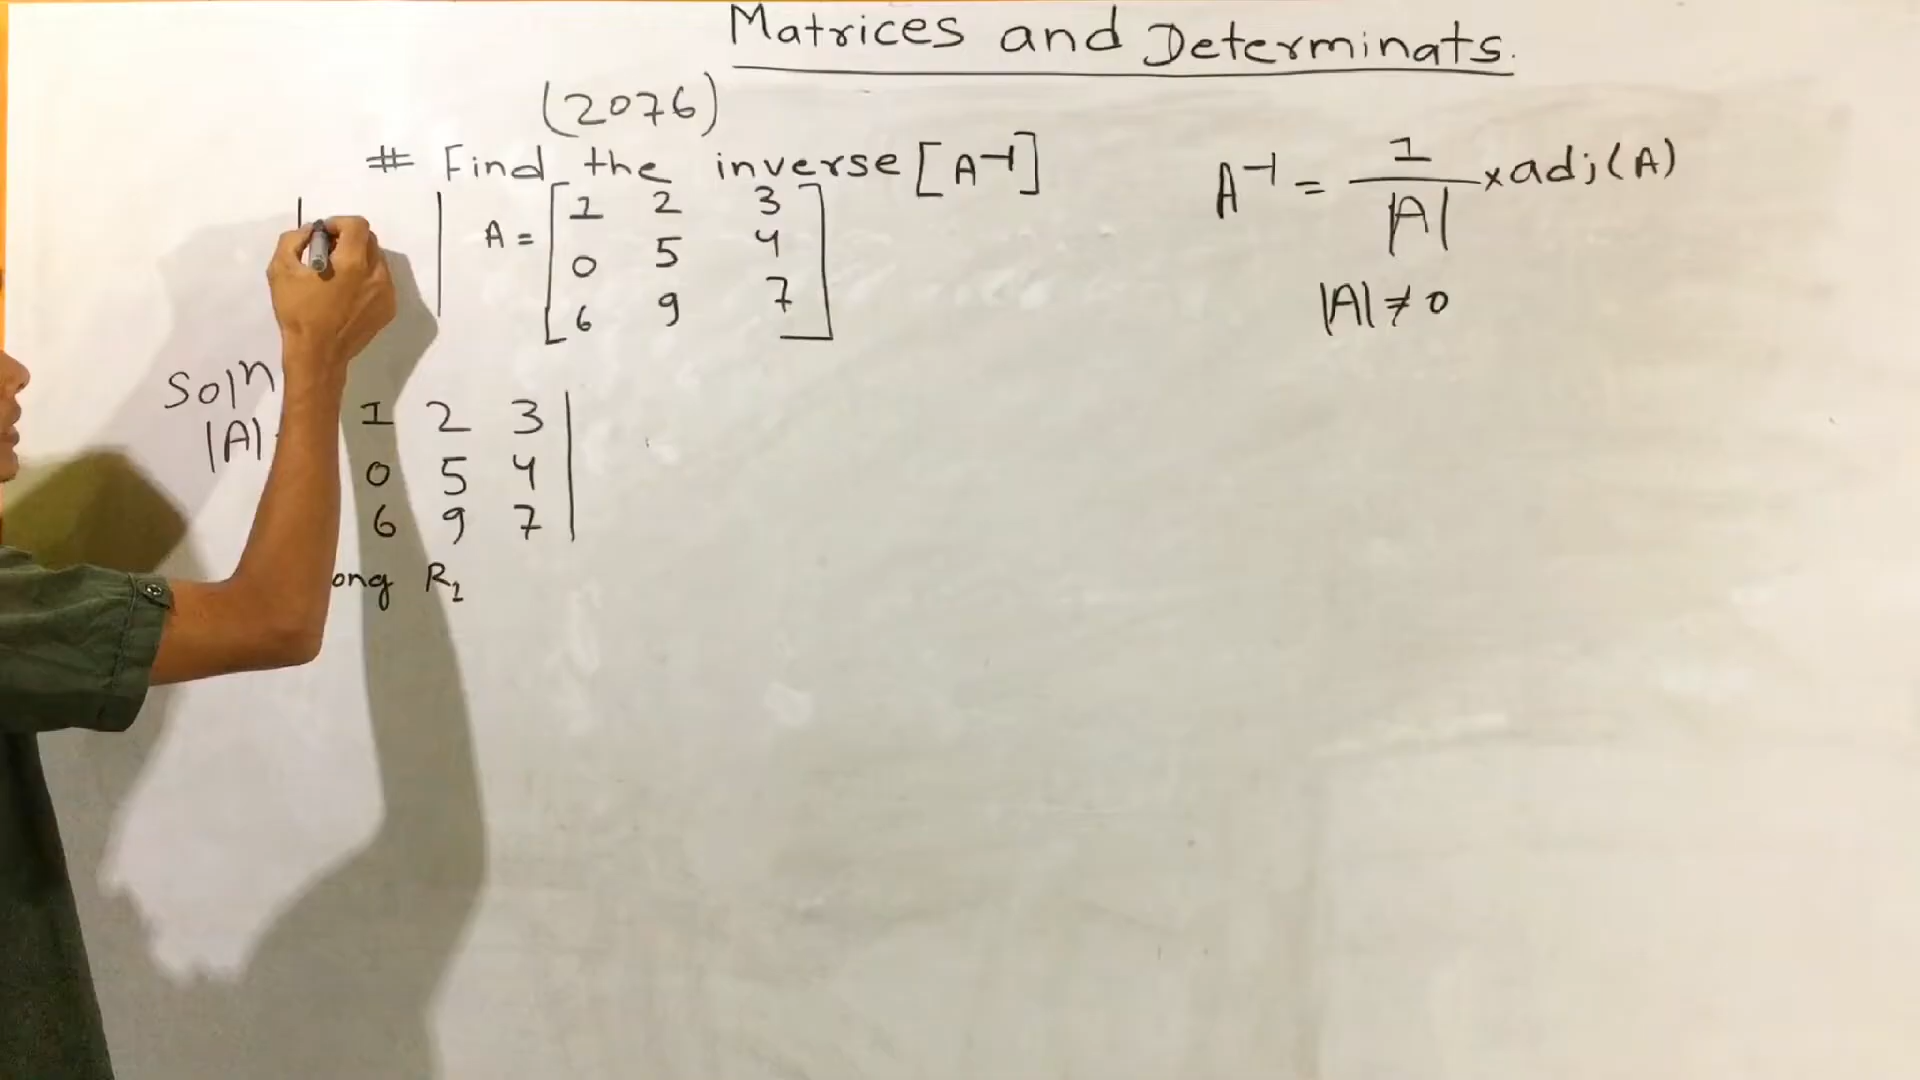 Matrices and Determinats.
(2076)
# Find the inverse [A⁻¹]
A = [1 2 3
0 5 4
6 9 7]
A⁻¹ = 1/|A| × adj(A)
|A| ≠ 0
Solⁿ
|A|
1 2 3 |
0 5 4
6 9 7
ong R₁